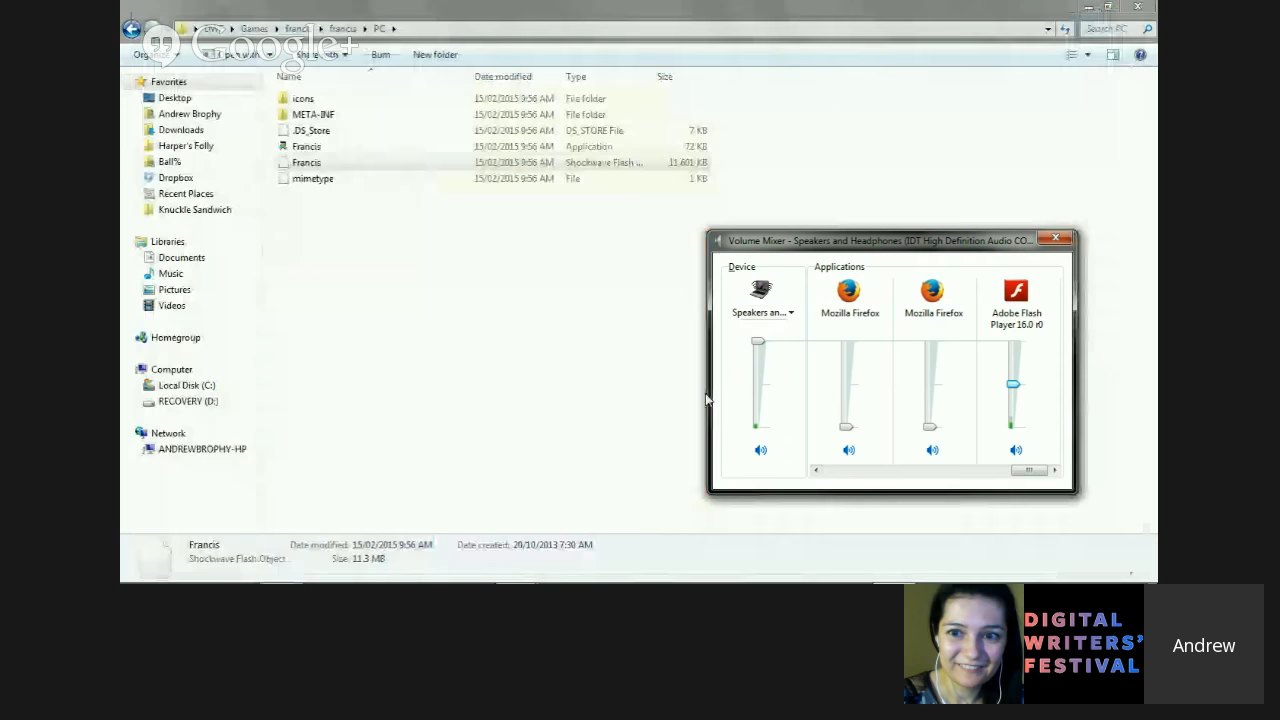 Games francis francis PC Search PC
Google+
Open with Share with Burn New folder
Name Date modified Type Size
Favorites
Desktop
Andrew Brophy
Downloads
Harper's Folly
Ball%
Dropbox
Recent Places
Knuckle Sandwich
Libraries
Documents
Music
Pictures
Videos
Homegroup
Computer
Local Disk (C:)
RECOVERY (D:)
Network
ANDREWBROPHY-HP
icons 15/02/2015 9:56 AM File folder
META-INF 15/02/2015 9:56 AM File folder
.DS_Store 15/02/2015 9:56 AM DS_STORE File 7 KB
Francis 15/02/2015 9:56 AM Application 72 KB
Francis 15/02/2015 9:56 AM Shockwave Flash ... 11,601 KB
mimetype 15/02/2015 9:56 AM File 1 KB
Volume Mixer - Speakers and Headphones (IDT High Definition Audio CO...
Device Applications
Speakers an...
Mozilla Firefox
Mozilla Firefox
Adobe Flash
Player 16.0 r0
Francis Date modified: 15/02/2015 9:56 AM Date created: 20/10/2013 7:30 AM
Shockwave Flash Object Size: 11.3 MB
DIGITAL
WRITERS'
FESTIVAL
Andrew